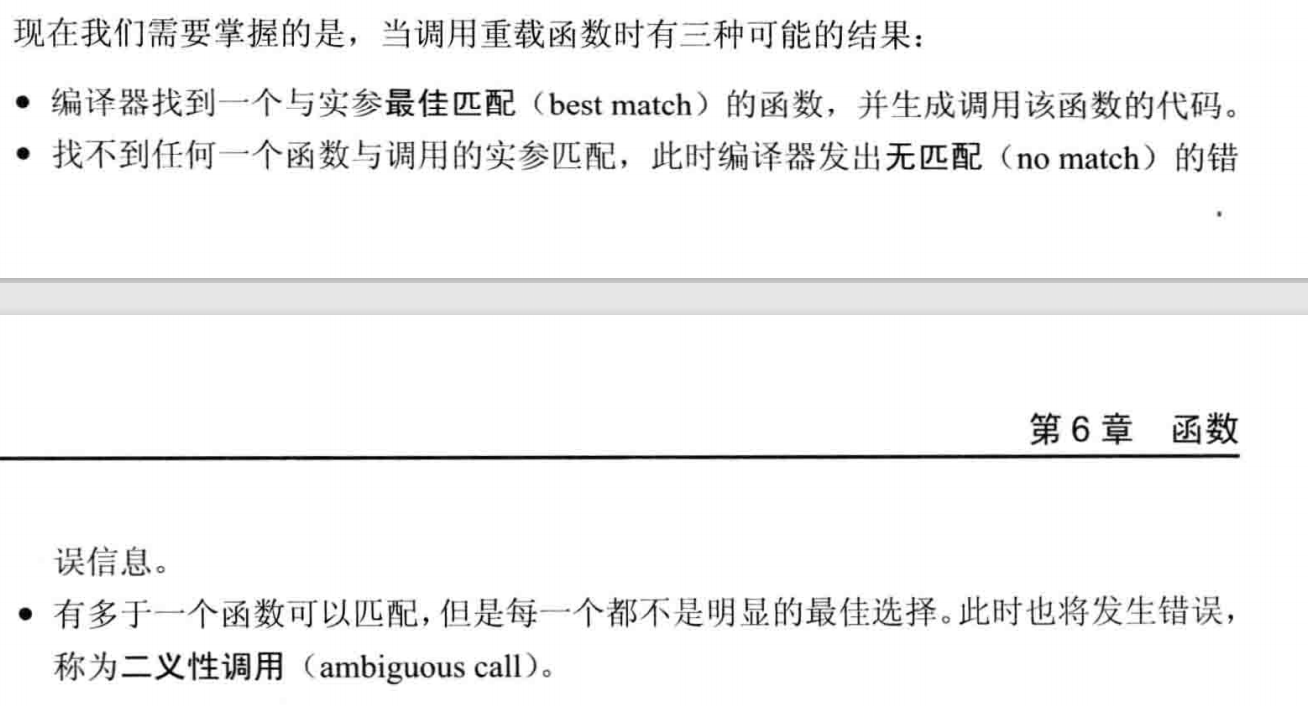 现在我们需要掌握的是，当调用重载函数时有三种可能的结果：
● 编译器找到一个与实参最佳匹配（best match）的函数，并生成调用该函数的代码。
● 找不到任何一个函数与调用的实参匹配，此时编译器发出无匹配（no match）的错
第 6 章 函数
误信息。
● 有多于一个函数可以匹配，但是每一个都不是明显的最佳选择。此时也将发生错误，
称为二义性调用（ambiguous call）。